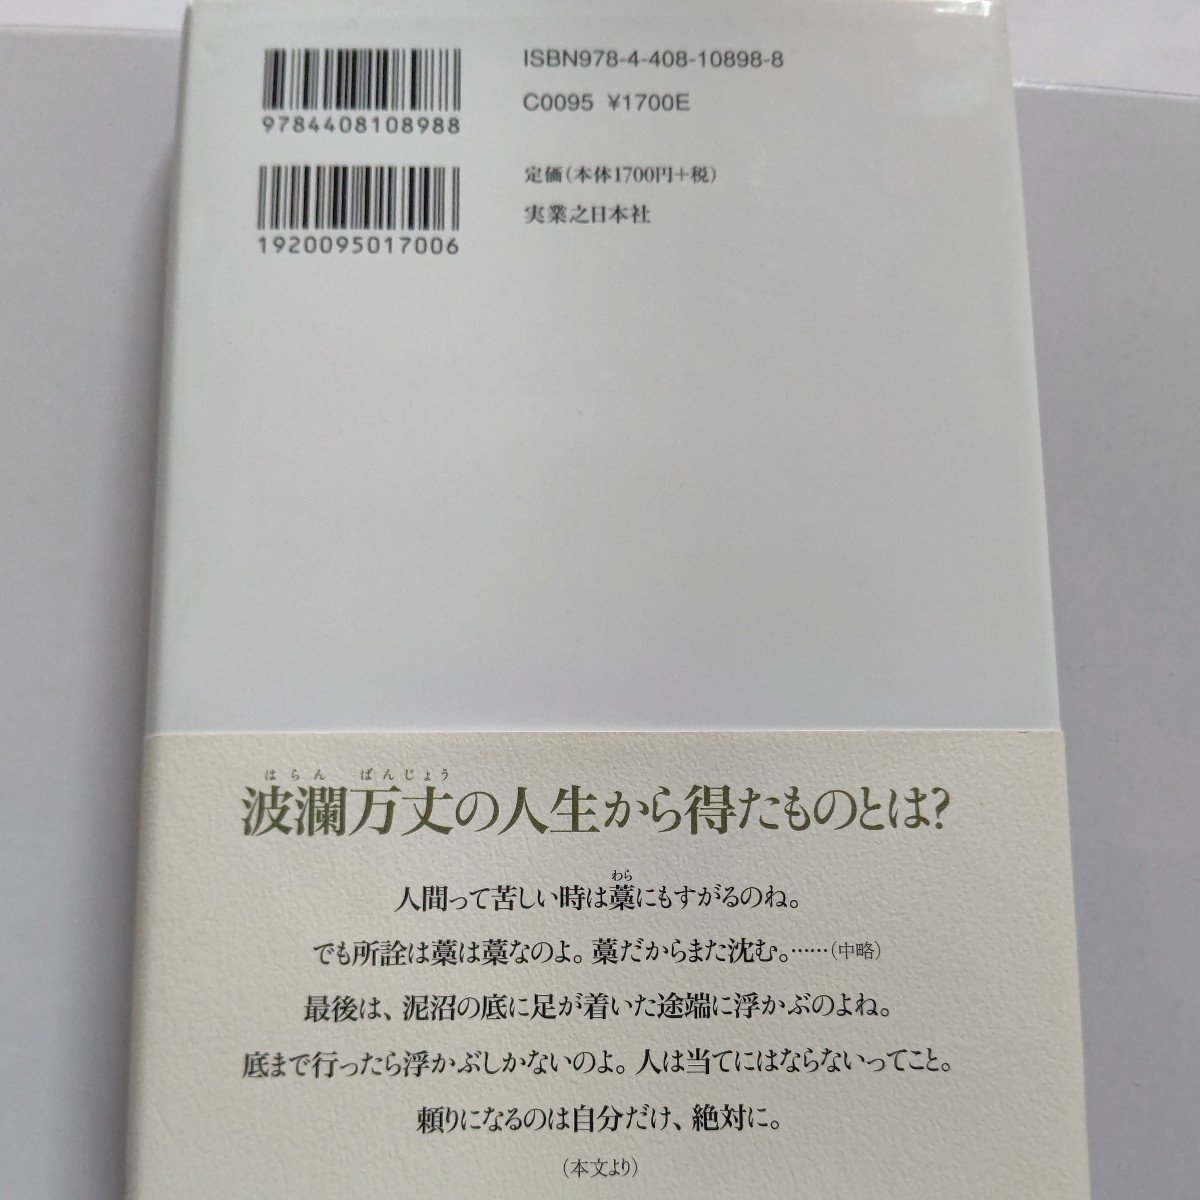 ISBN978-4-408-10898-8
C0095 ¥1700E
9784408108988
定価(本体1700円+税)
実業之日本社
1920095017006
はらん ばんじょう
波瀾万丈の人生から得たものとは?
わら
人間って苦しい時は藁にもすがるのね。
でも所詮は藁は藁なのよ。藁だからまた沈む。……(中略)
最後は、泥沼の底に足が着いた途端に浮かぶのよね。
底まで行ったら浮かぶしかないのよ。人は当てにはならないってこと。
頼りになるのは自分だけ、絶対に。
(本文より)